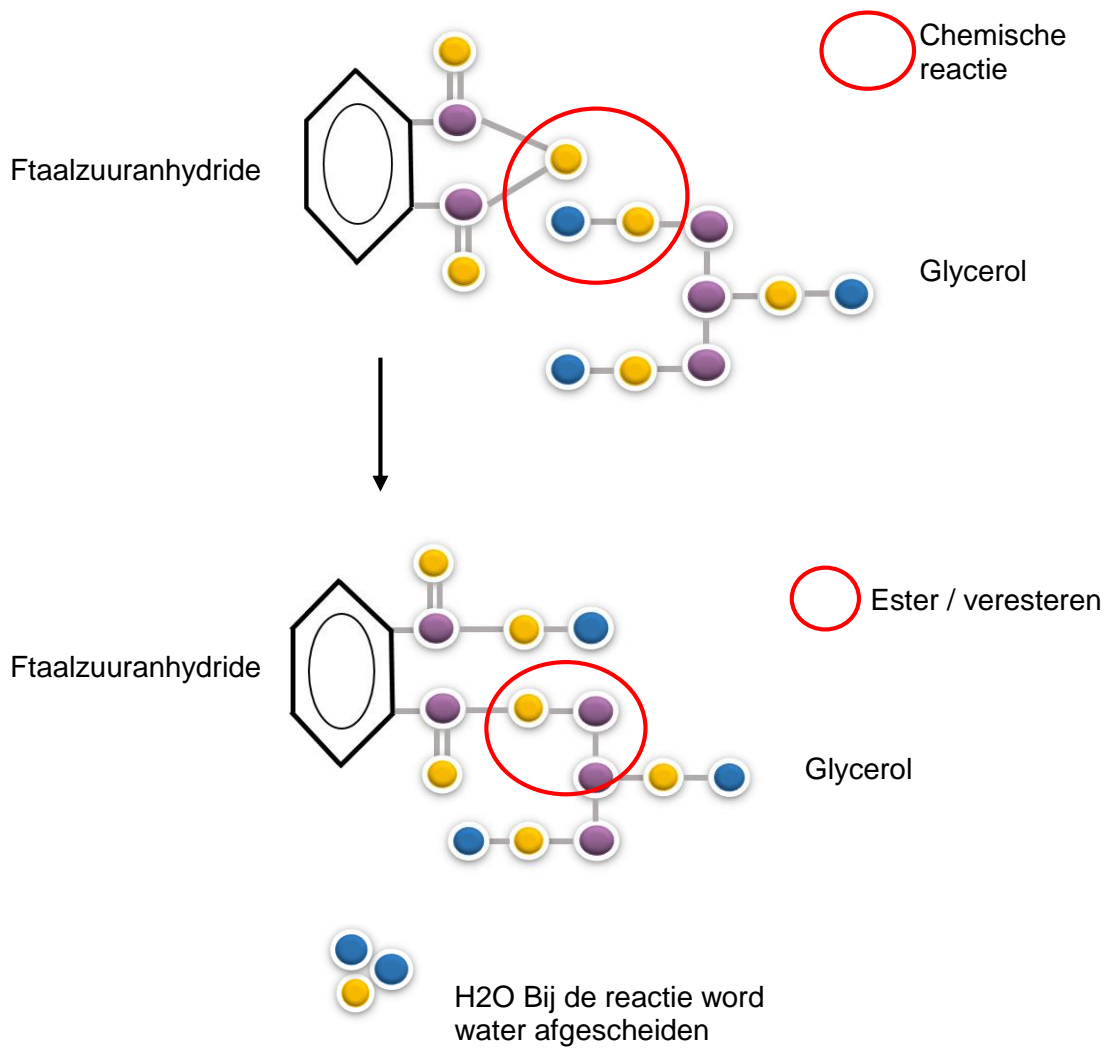 Chemische
reactie
Ftaalzuuranhydride
Glycerol
Ester / veresteren
Ftaalzuuranhydride
Glycerol
H2O Bij de reactie word
water afgescheiden